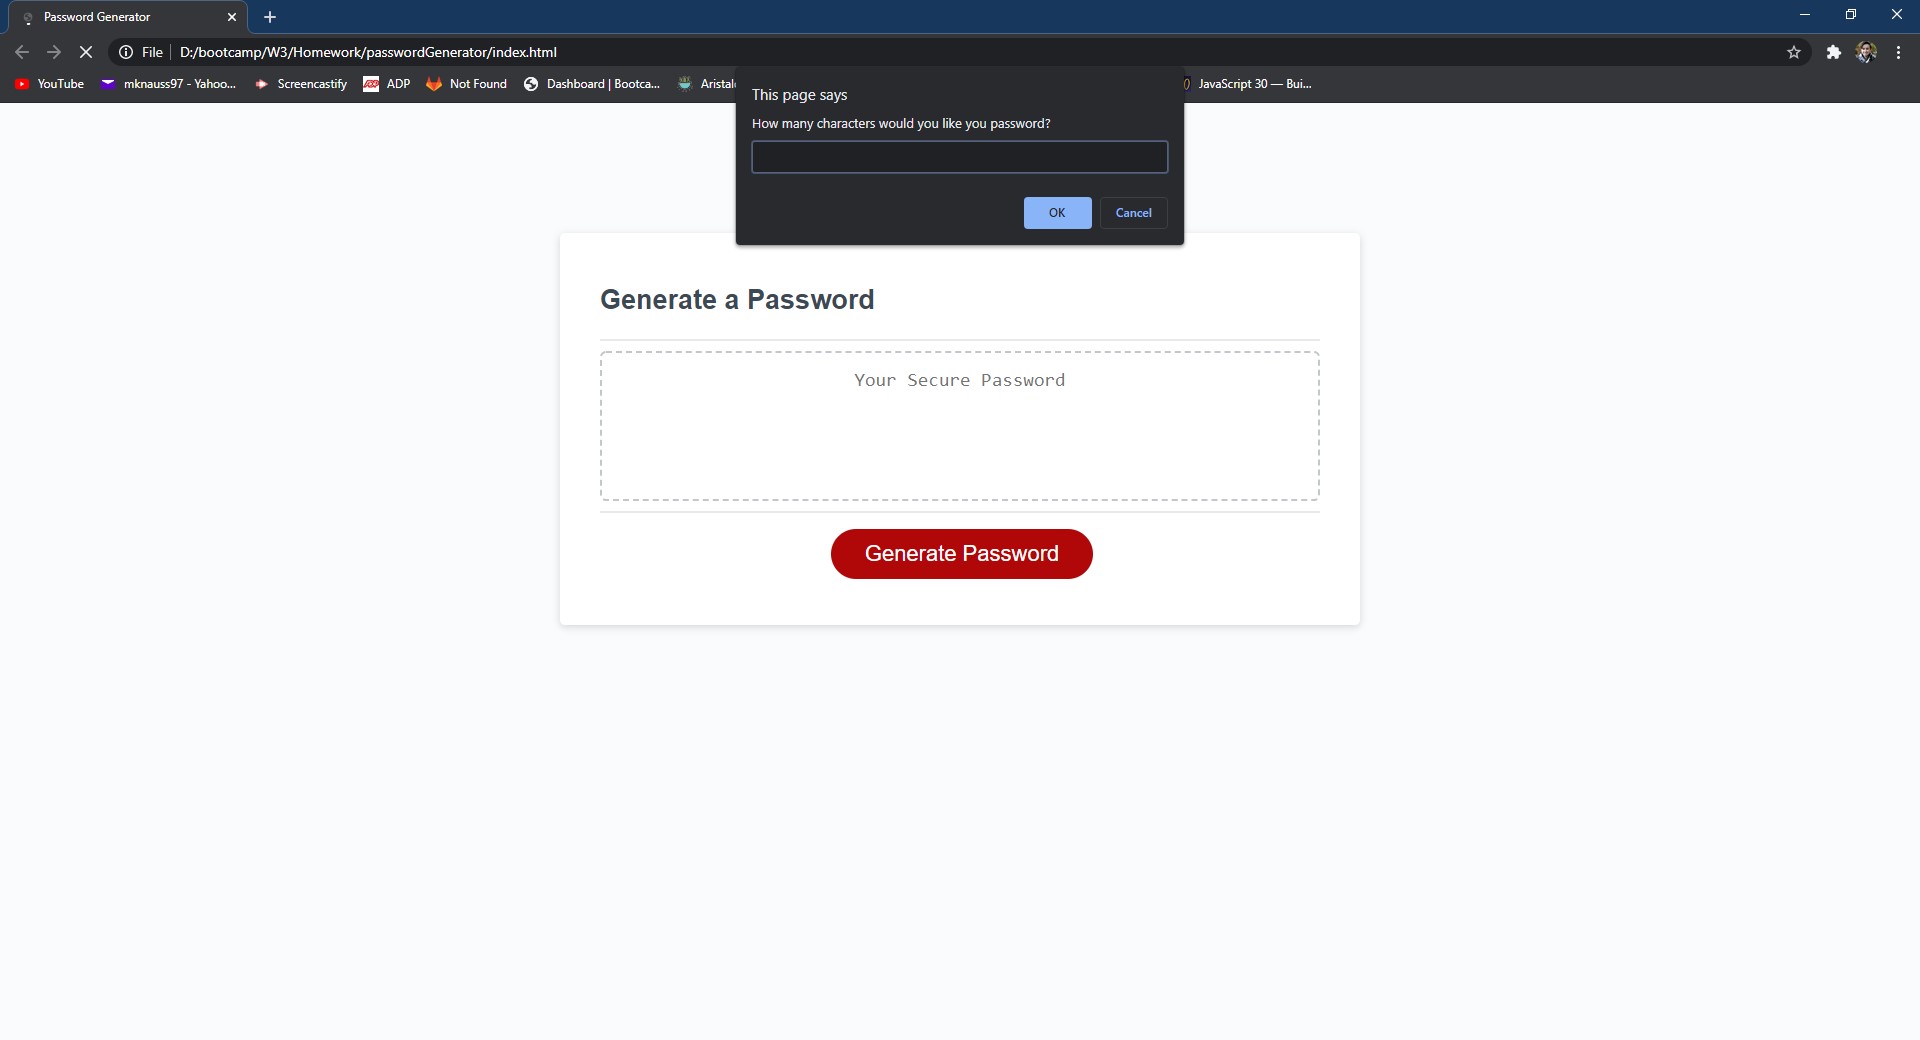 Password Generator
File
D:/bootcamp/W3/Homework/passwordGenerator/index.html
YouTube
mknauss97 - Yahoo...
Screencastify
ADP
Not Found
Dashboard | Bootca...
JavaScript 30 — Bui...
This page says
How many characters would you like you password?
OK
Cancel
Generate a Password
Your Secure Password
Generate Password